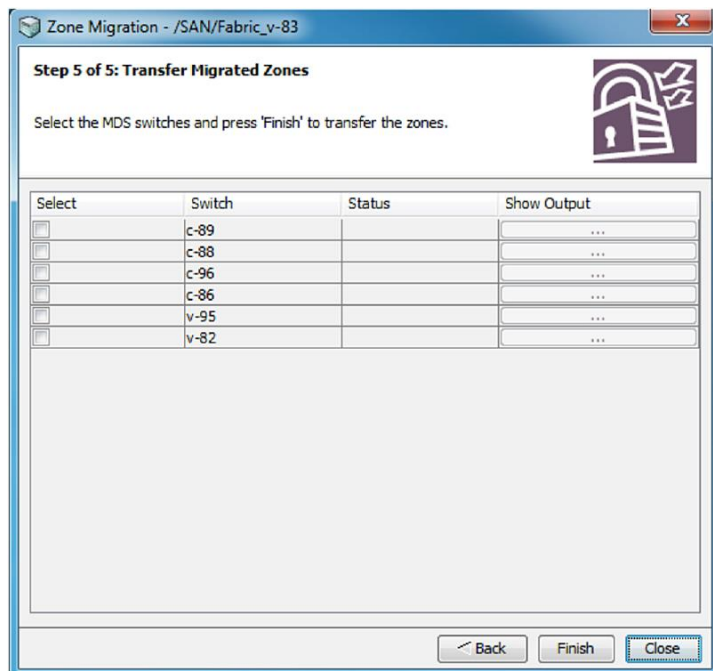 Zone Migration - /SAN/Fabric_v-83
Step 5 of 5: Transfer Migrated Zones
Select the MDS switches and press 'Finish' to transfer the zones.
Select Switch Status Show Output
c-89 ...
c-88 ...
c-96 ...
c-86 ...
v-95 ...
v-82 ...
< Back Finish Close